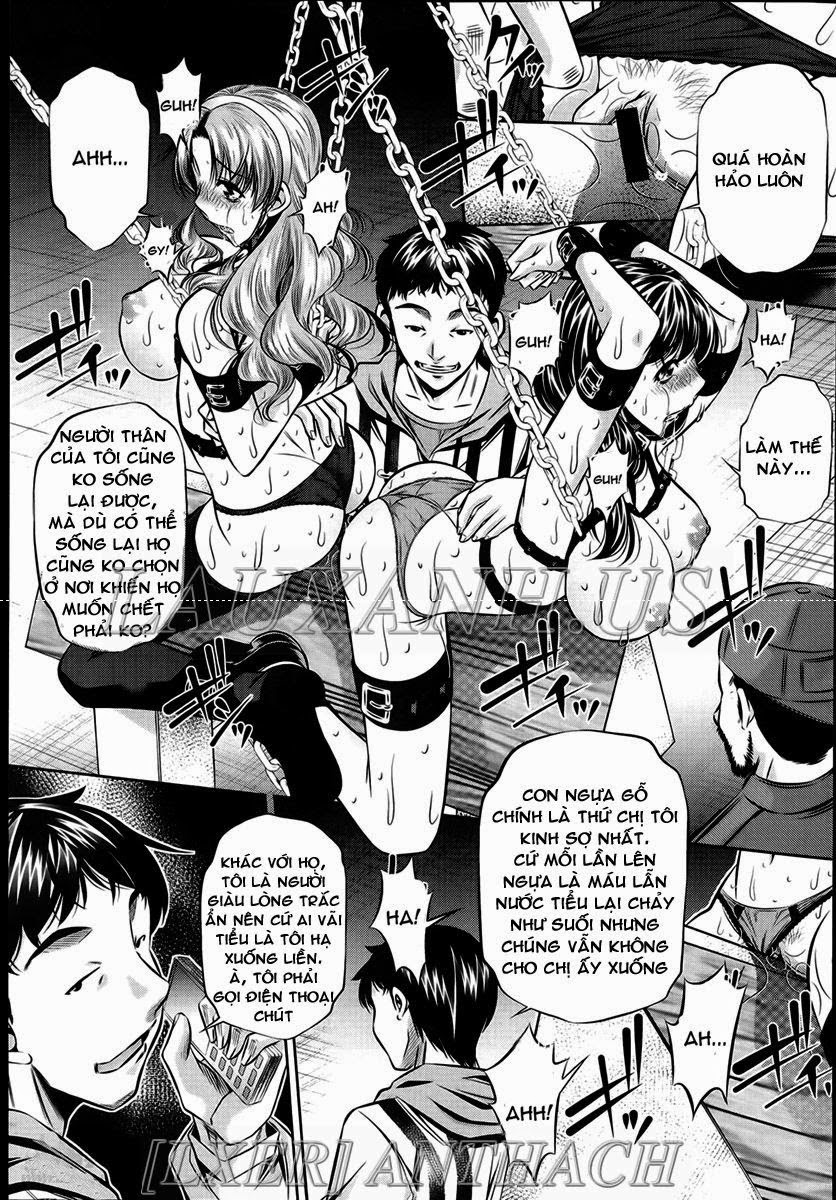 QUÁ HOÀN
HẢO LUÔN
GUH!
AHH...
AH!
GY!
GUH!
HA!
LÀM THẾ
NÀY...
GUH!
NGƯỜI THÂN
CỦA TÔI CŨNG
KO SỐNG
LẠI ĐƯỢC,
MÀ DÙ CÓ THỂ
SỐNG LẠI HỌ
CŨNG KO CHỌN
Ở NƠI KHIẾN HỌ
MUỐN CHẾT
PHẢI KO?
LAUXANH.US
CON NGỰA GỖ
CHÍNH LÀ THỨ CHỊ TÔI
KINH SỢ NHẤT.
CỨ MỖI LẦN LÊN
NGỰA LÀ MÁU LẪN
NƯỚC TIỂU LẠI CHẢY
NHƯ SUỐI NHƯNG
CHÚNG VẪN KHÔNG
CHO CHỊ ẤY XUỐNG
HA!
AH...
AHH!
KHÁC VỚI HỌ,
TÔI LÀ NGƯỜI
GIÀU LÒNG TRẮC
ẨN NÊN CỨ AI VÃI
TIỂU LÀ TÔI HẠ
XUỐNG LIỀN.
À, TÔI PHẢI
GỌI ĐIỆN THOẠI
CHÚT
[LXER] ANTHACH